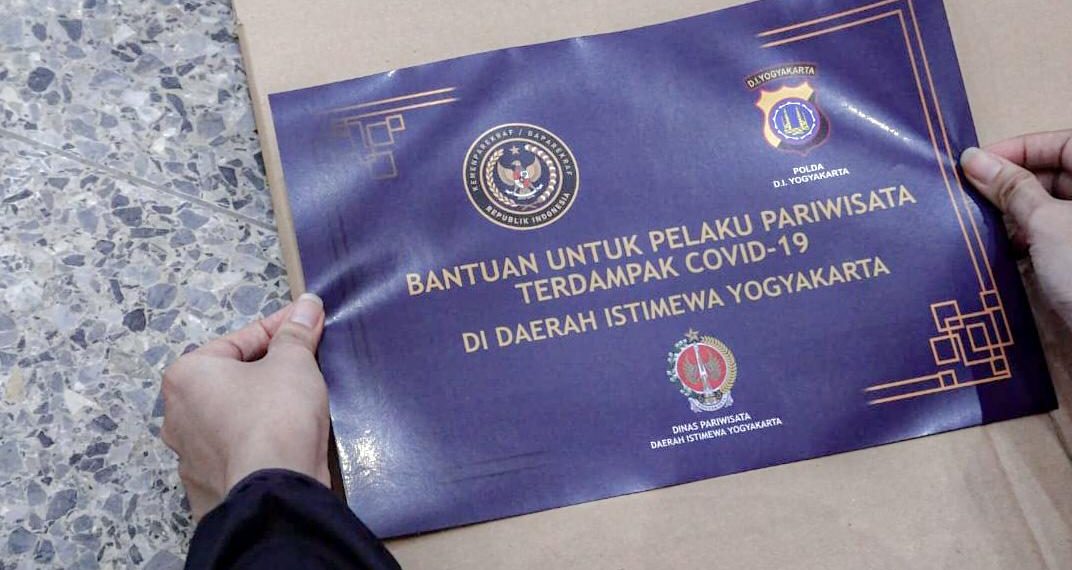 KEMENPAREKRAF / BAPAREKRAF
REPUBLIK INDONESIA
D.I.YOGYAKARTA
POLDA
D.I. YOGYAKARTA
BANTUAN UNTUK PELAKU PARIWISATA
TERDAMPAK COVID-19
DI DAERAH ISTIMEWA YOGYAKARTA
DINAS PARIWISATA
DAERAH ISTIMEWA YOGYAKARTA